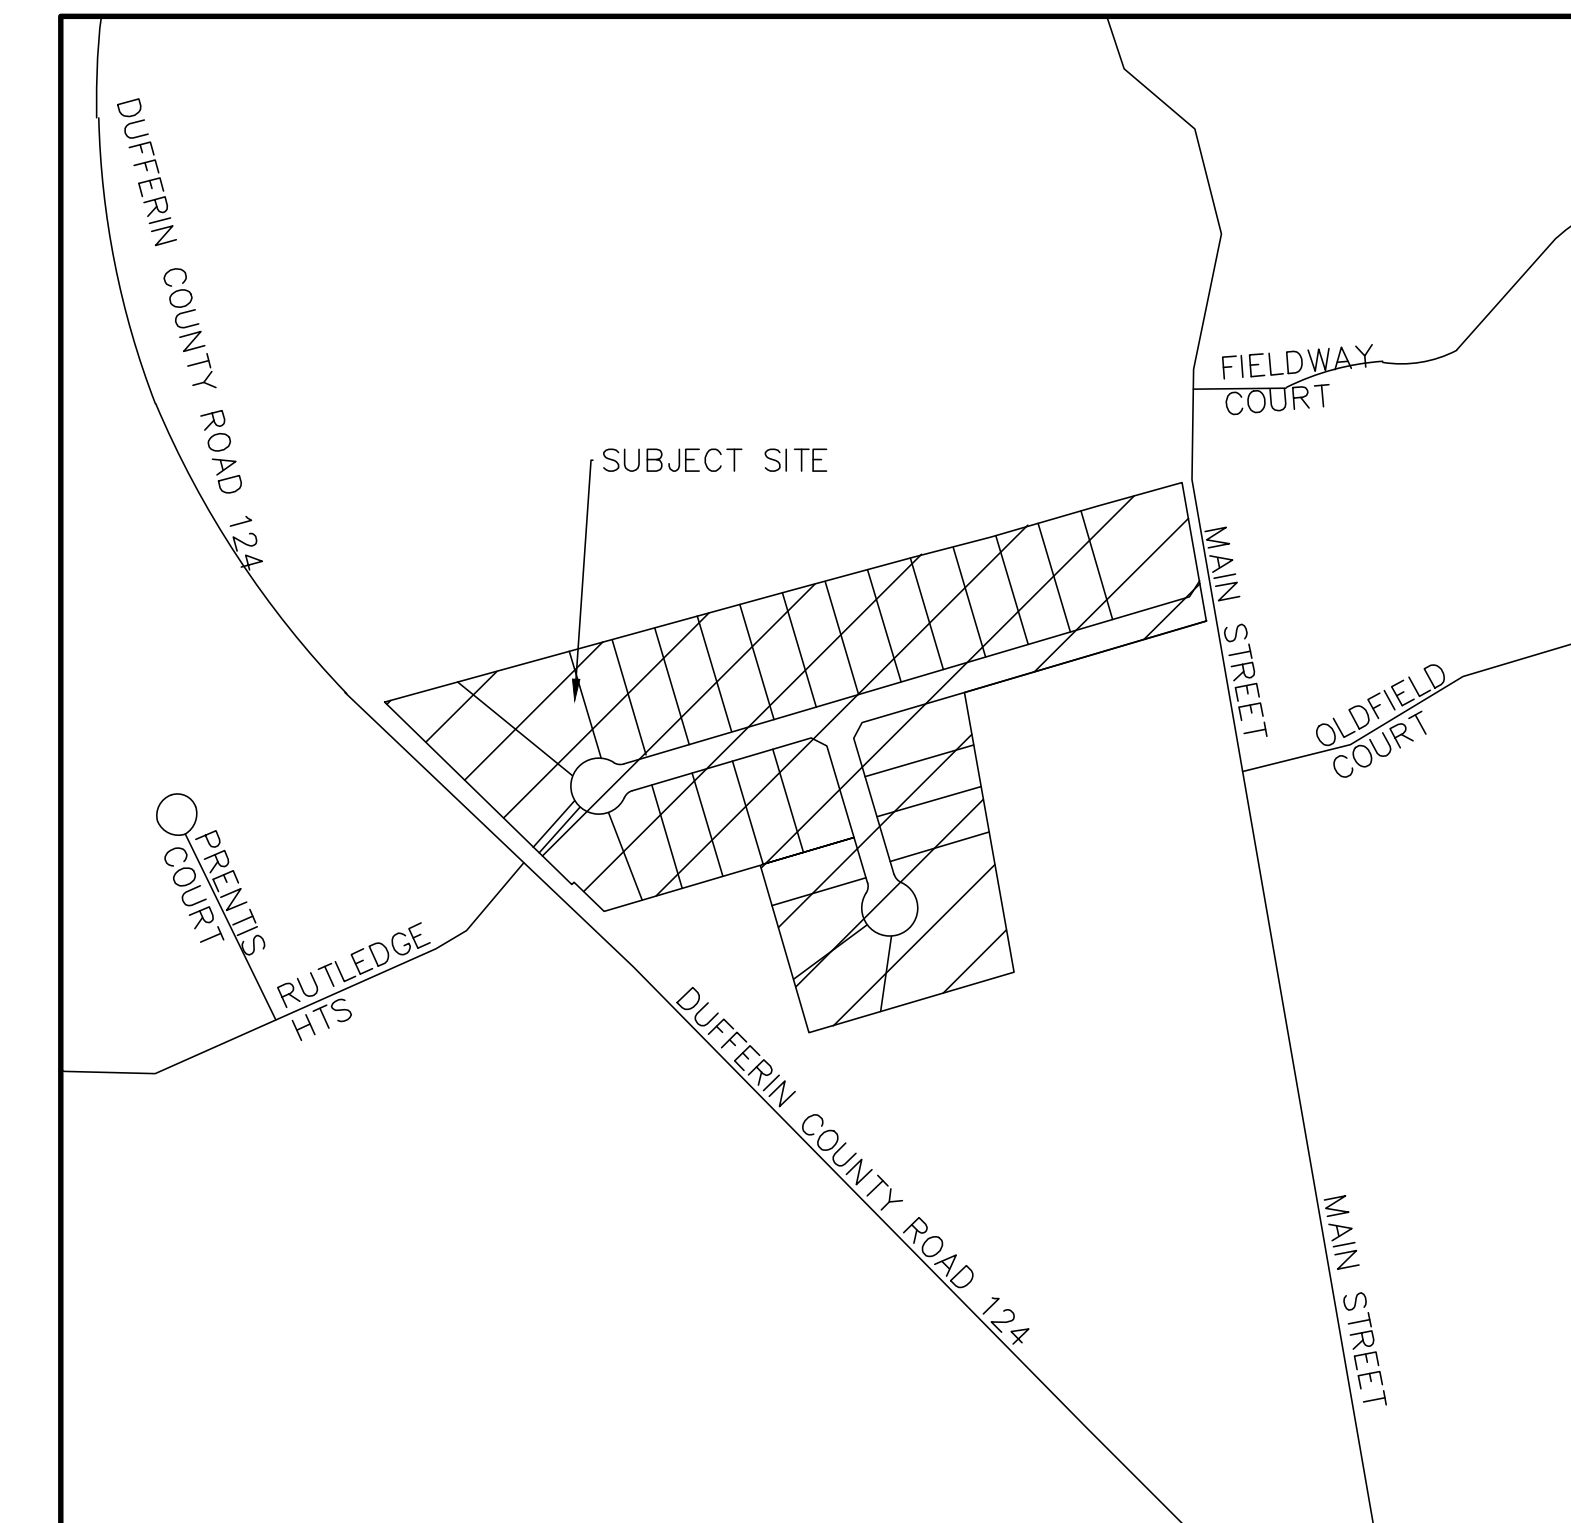 DUFFERIN COUNTY ROAD 124
FIELDWAY
COURT
SUBJECT SITE
MAIN STREET
OLDFIELD
COURT
PRENTIS
COURT
RUTLEDGE
HTS
DUFFERIN COUNTY ROAD 124
MAIN STREET